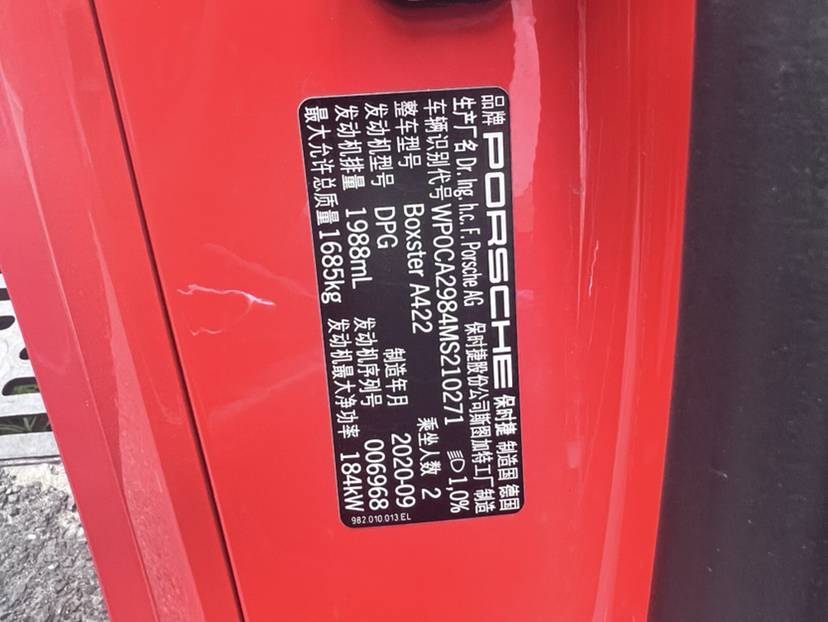 品牌 PORSCHE 保时捷 制造国 德国
生产厂名 Dr. Ing. h.c. F. Porsche AG 保时捷股份公司斯图加特工厂制造
车辆识别代号 WP0CA2984MS210271 1,0%
整车型号 Boxster A422 乘坐人数 2
发动机型号 DPG 制造年月 2020-09
发动机排量 1988mL 发动机序列号 006968
最大允许总质量 1685kg 发动机最大净功率 184kW
982.010.013 EL